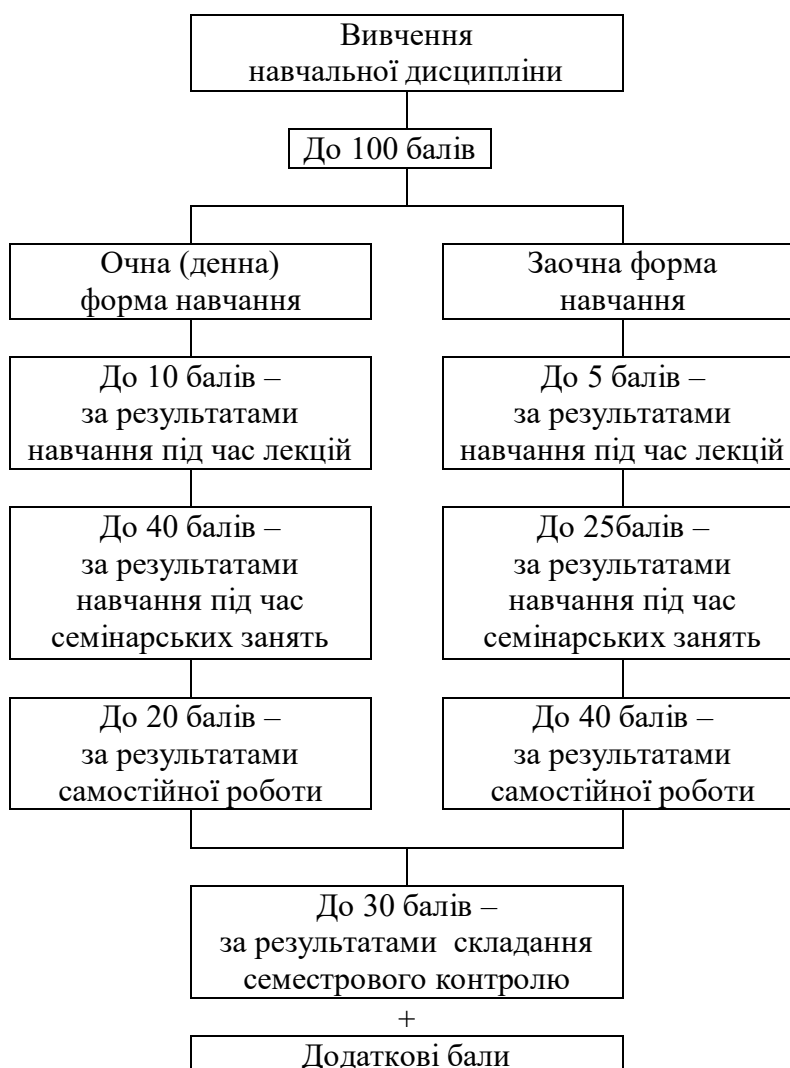 Вивчення
навчальної дисципліни
До 100 балів
Очна (денна)
форма навчання
Заочна форма
навчання
До 10 балів –
за результатами
навчання під час лекцій
До 5 балів –
за результатами
навчання під час лекцій
До 40 балів –
за результатами
навчання під час
семінарських занять
До 25балів –
за результатами
навчання під час
семінарських занять
До 20 балів –
за результатами
самостійної роботи
До 40 балів –
за результатами
самостійної роботи
До 30 балів –
за результатами складання
семестрового контролю
+
Додаткові бали